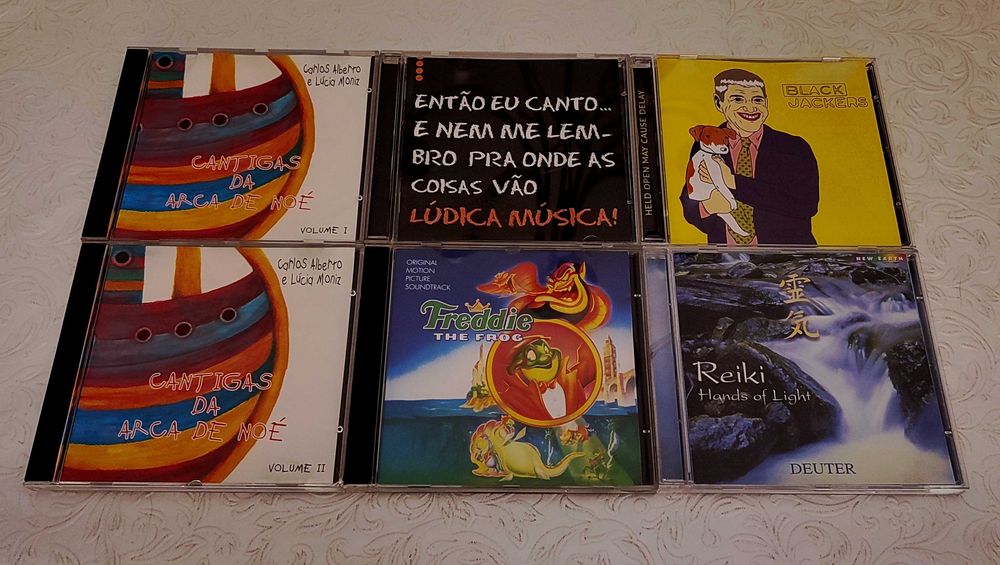 Carlos Alberto
e Lúcia Moniz
CANTIGAS
DA
ARCA DE NOÉ
VOLUME I
ENTÃO EU CANTO...
E NEM ME LEM-
BRO PRA ONDE AS
COISAS VÃO
LÚDICA MÚSICA!
HELD OPEN MAY CAUSE DELAY
BLACK
JACKERS
Carlos Alberto
e Lúcia Moniz
CANTIGAS
DA
ARCA DE NOÉ
VOLUME II
ORIGINAL
MOTION
PICTURE
SOUNDTRACK
Freddie
THE FROG
NEW EARTH
霊
気
Reiki
Hands of Light
DEUTER